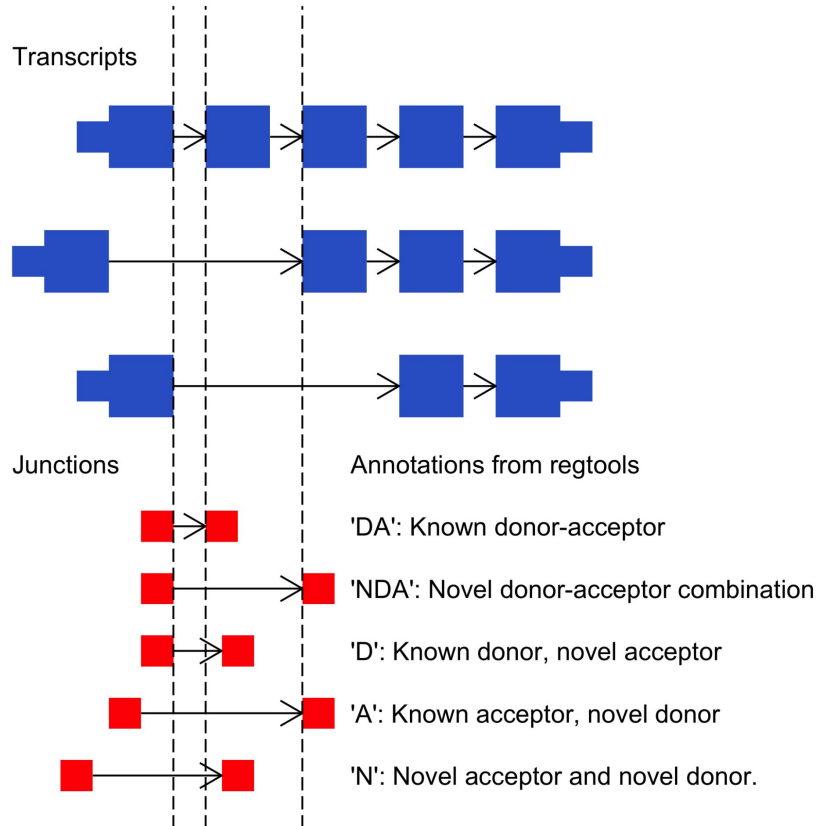 Transcripts
Junctions
Annotations from regtools
'DA': Known donor-acceptor
'NDA': Novel donor-acceptor combination
'D': Known donor, novel acceptor
'A': Known acceptor, novel donor
'N': Novel acceptor and novel donor.